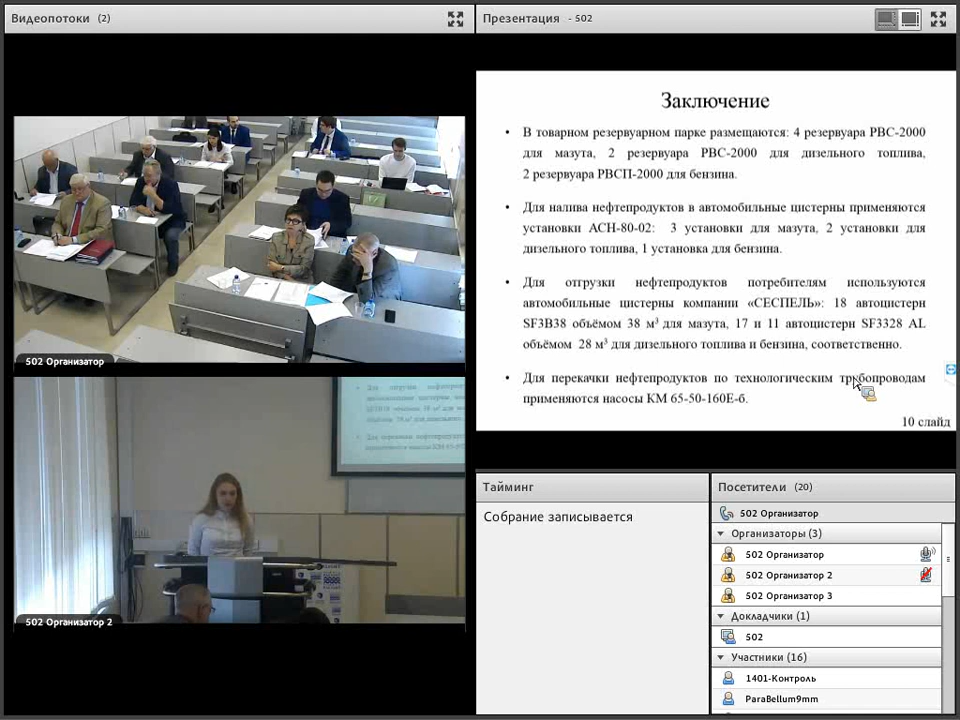 Видеопотоки (2)
502 Организатор
502 Организатор 2
Презентация - 502
Заключение
• В товарном резервуарном парке размещаются: 4 резервуара РВС-2000
для мазута, 2 резервуара РВС-2000 для дизельного топлива,
2 резервуара РВСП-2000 для бензина.
• Для налива нефтепродуктов в автомобильные цистерны применяются
установки АСН-80-02: 3 установки для мазута, 2 установки для
дизельного топлива, 1 установка для бензина.
• Для отгрузки нефтепродуктов потребителям используются
автомобильные цистерны компании «СЕСПЕЛЬ»: 18 автоцистерн
SF3B38 объёмом 38 м³ для мазута, 17 и 11 автоцистерн SF3328 AL
объёмом 28 м³ для дизельного топлива и бензина, соответственно.
• Для перекачки нефтепродуктов по технологическим трубопроводам
применяются насосы КМ 65-50-160Е-б.
10 слайд
Тайминг
Собрание записывается
Посетители (20)
502 Организатор
Организаторы (3)
502 Организатор
502 Организатор 2
502 Организатор 3
Докладчики (1)
502
Участники (16)
1401-Контроль
ParaBellum9mm